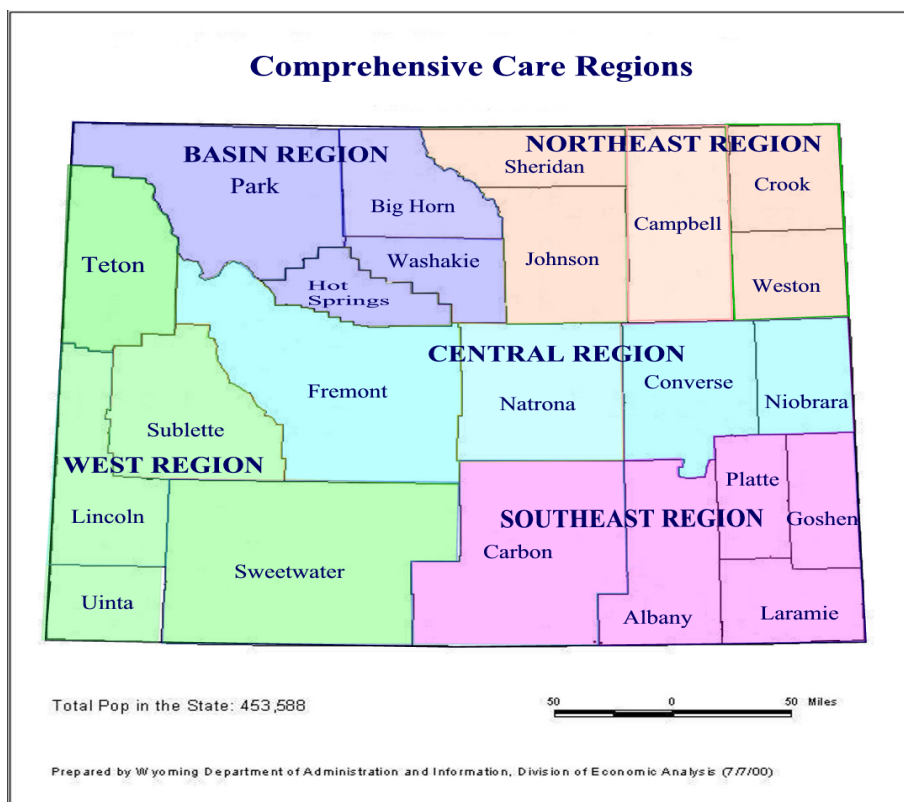 Comprehensive Care Regions
BASIN REGION
NORTHEAST REGION
Park
Sheridan
Crook
Big Horn
Campbell
Teton
Washakie
Johnson
Hot
Springs
Weston
CENTRAL REGION
Fremont
Natrona
Converse
Niobrara
Sublette
WEST REGION
Platte
Lincoln
SOUTHEAST REGION
Goshen
Carbon
Sweetwater
Uinta
Albany
Laramie
Total Pop in the State: 453,588
50 0 50 Miles
Prepared by Wyoming Department of Administration and Information, Division of Economic Analysis (7/7/00)